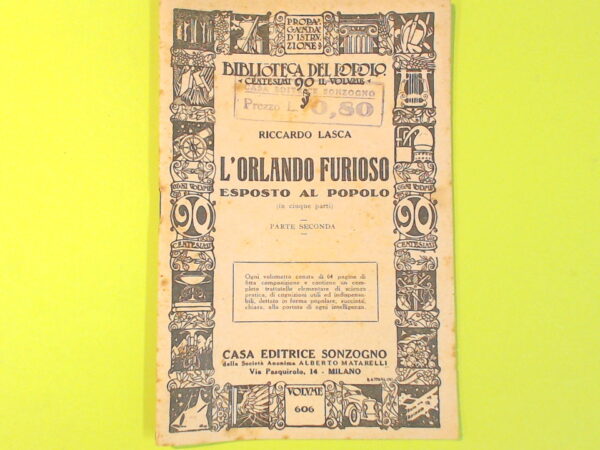 PROPA-
GANDA
D'ISTRU-
ZIONE
BIBLIOTECA DEL POPOLO
CENTESIMI 90 IL VOLUME
CASA EDITRICE SONZOGNO
Prezzo L. 0,80
RICCARDO LASCA
L'ORLANDO FURIOSO
ESPOSTO AL POPOLO
(in cinque parti)
PARTE SECONDA
OGNI VOLUME
90
CENTESIMI
OGNI VOLUME
90
CENTESIMI
Ogni volumetto consta di 64 pagine di
fitta composizione e contiene un com-
pleto trattatello elementare di scienza
pratica, di cognizioni utili ed indispensa-
bili, dettato in forma popolare, succinta,
chiara, alla portata di ogni intelligenza.
CASA EDITRICE SONZOGNO
della Società Anonima ALBERTO MATARELLI
Via Pasquirolo, 14 - MILANO
VOLUME
606